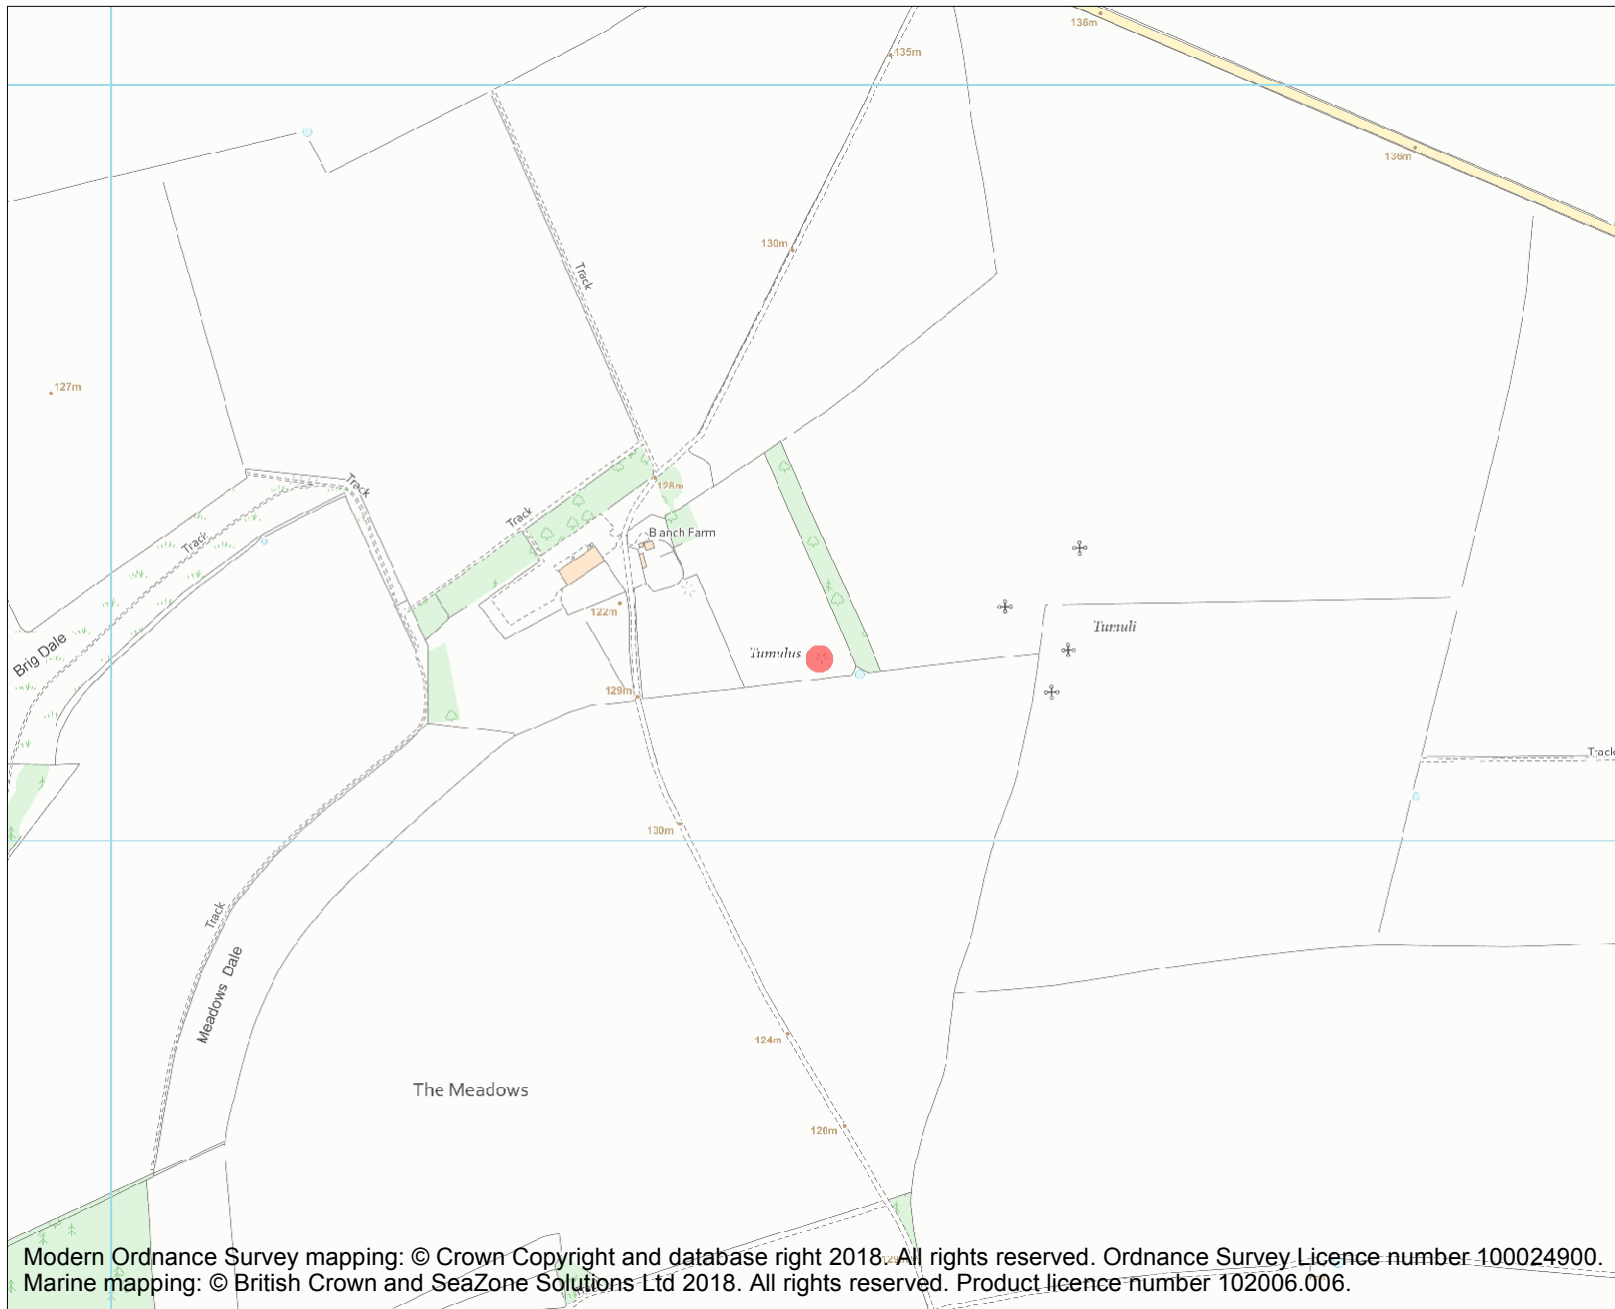 136m
135m
136m
130m
Track
127m
Track
128m
Track
Track
B anch Farm
122m
Tumuli
Brig Dale
Tumulus
129m
Track
130m
Track
Meadows Dale
124m
The Meadows
120m
Modern Ordnance Survey mapping: © Crown Copyright and database right 2018. All rights reserved. Ordnance Survey Licence number 100024900.
Marine mapping: © British Crown and SeaZone Solutions Ltd 2018. All rights reserved. Product licence number 102006.006.